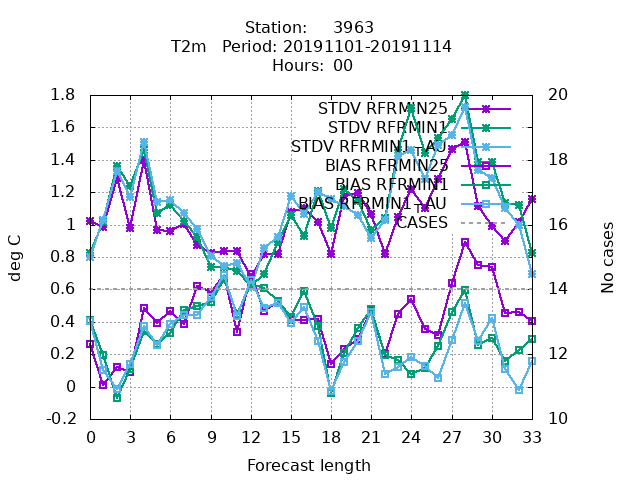 Station: 3963
T2m Period: 20191101-20191114
Hours: 00
1.8
1.6
1.4
1.2
1
0.8
0.6
0.4
0.2
0
-0.2
20
18
16
14
12
10
STDV RFRMIN25
STDV RFRMIN1
STDV RFRMIN1_AU
BIAS RFRMIN25
BIAS RFRMIN1
BIAS RFRMIN1_AU
CASES
deg C
No cases
0 3 6 9 12 15 18 21 24 27 30 33
Forecast length